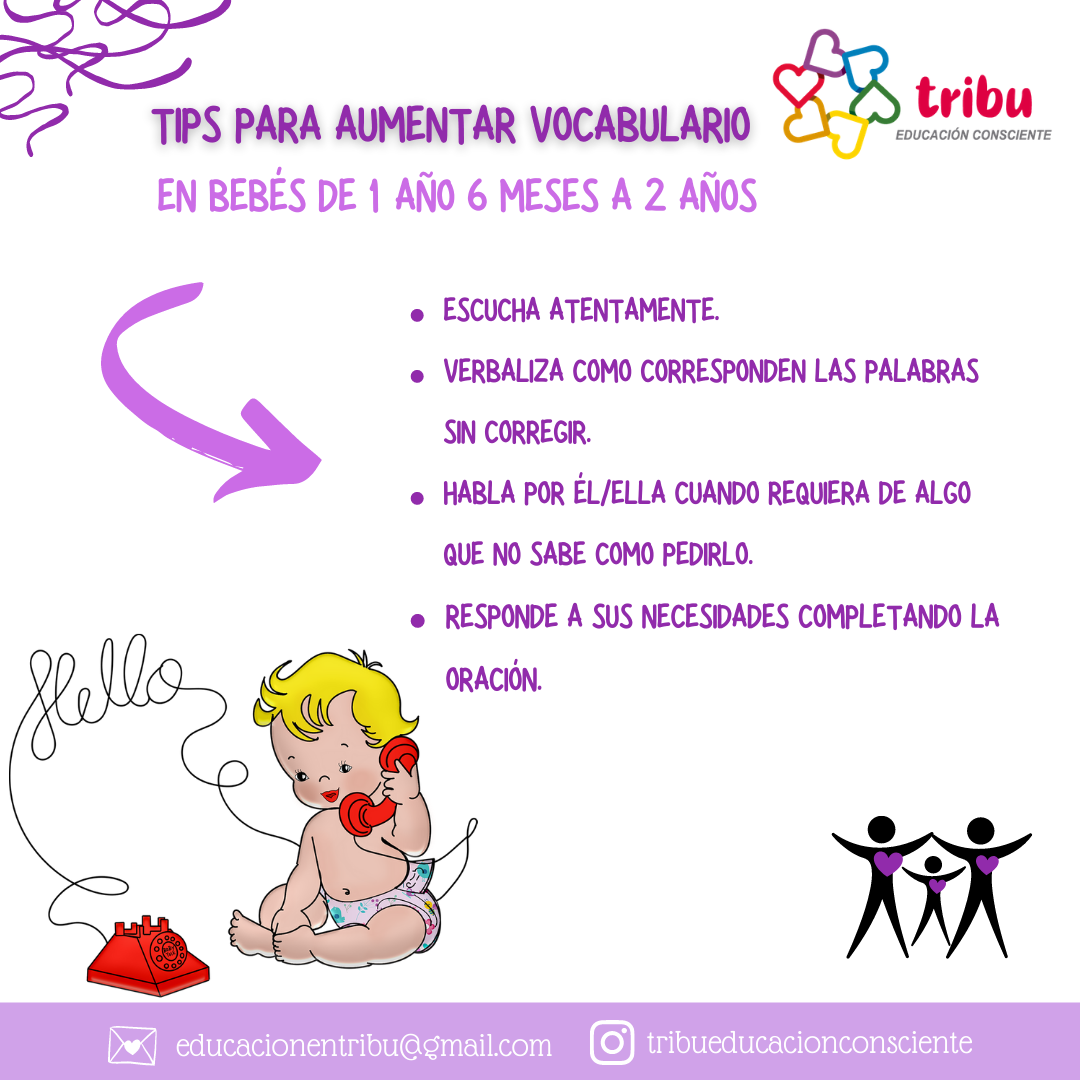 TIPS PARA AUMENTAR VOCABULARIO
EN BEBÉS DE 1 AÑO 6 MESES A 2 AÑOS
tribu
EDUCACIÓN CONSCIENTE
• ESCUCHA ATENTAMENTE.
• VERBALIZA COMO CORRESPONDEN LAS PALABRAS
SIN CORREGIR.
• HABLA POR ÉL/ELLA CUANDO REQUIERA DE ALGO
QUE NO SABE COMO PEDIRLO.
• RESPONDE A SUS NECESIDADES COMPLETANDO LA
ORACIÓN.
Hello
educacionentribu@gmail.com
tribueducacionconsciente